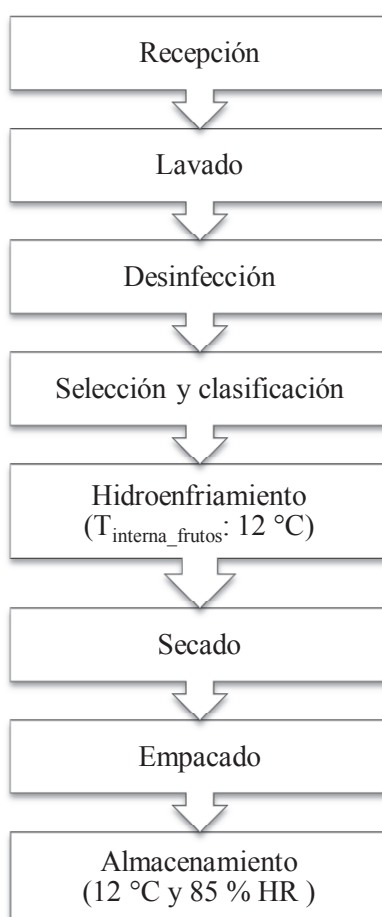 Recepción
Lavado
Desinfección
Selección y clasificación
Hidroenfriamiento
(Tinterna_frutos: 12 °C)
Secado
Empacado
Almacenamiento
(12 °C y 85 % HR )